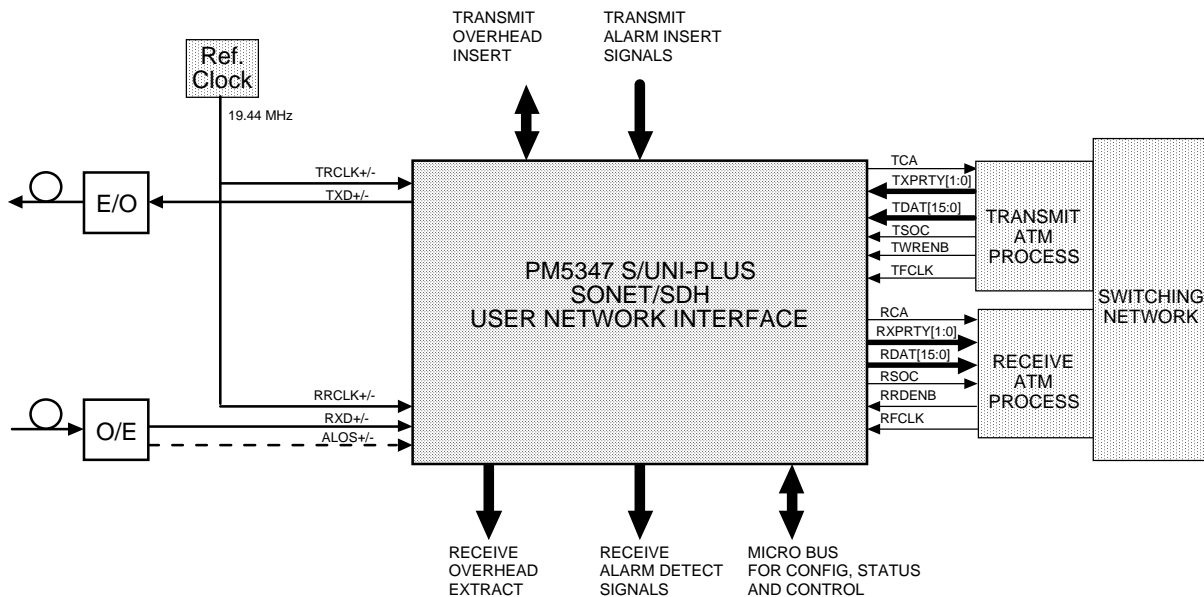 TRANSMIT
OVERHEAD
INSERT
TRANSMIT
ALARM INSERT
SIGNALS
Ref.
Clock
19.44 MHz
TRCLK+/-
TXD+/-
E/O
PM5347 S/UNI-PLUS
SONET/SDH
USER NETWORK INTERFACE
TCA
TXPRTY[1:0]
TDAT[15:0]
TSOC
TWRENB
TFCLK
TRANSMIT
ATM
PROCESS
SWITCHING
NETWORK
RCA
RXPRTY[1:0]
RDAT[15:0]
RSOC
RRDENB
RFCLK
RECEIVE
ATM
PROCESS
RRCLK+/-
RXD+/-
ALOS+/-
O/E
RECEIVE
OVERHEAD
EXTRACT
RECEIVE
ALARM DETECT
SIGNALS
MICRO BUS
FOR CONFIG, STATUS
AND CONTROL